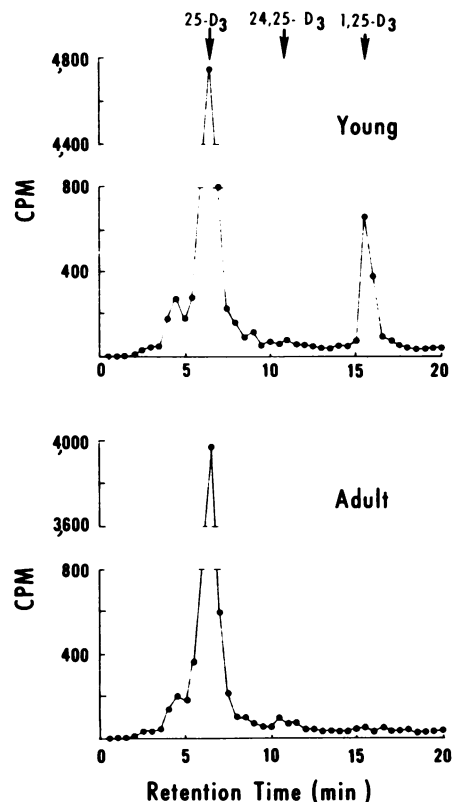 25-D3 24,25- D3 1,25-D3
4,800
4,400
Young
800
CPM
400
0 5 10 15 20
4,000
3,600
Adult
800
CPM
400
0 5 10 15 20
Retention Time (min )